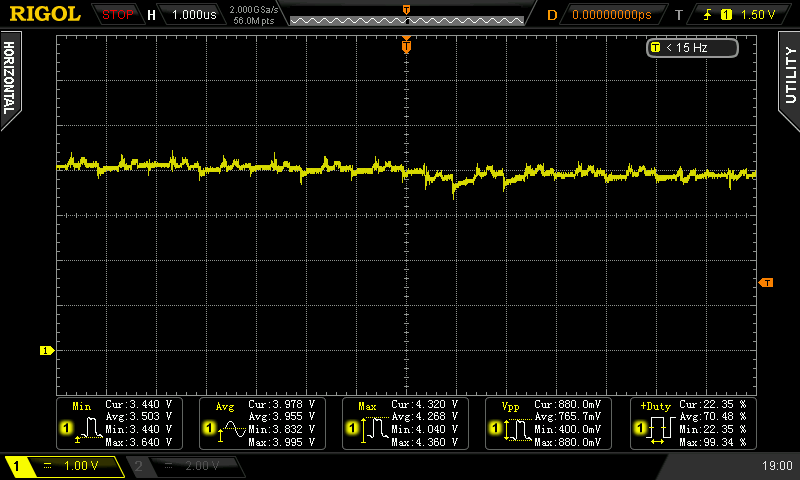 RIGOL STOP H 1.000us 2.000GSa/s D 0.00000000ps T 1 1.50 V
56.0M pts
T
T
T < 15 Hz
HORIZONTAL
UTILITY
T
1
Min Cur:3.440 V
Avg:3.503 V
1 Min:3.440 V
Max:3.640 V
Avg Cur:3.978 V
Avg:3.955 V
1 Min:3.832 V
Max:3.995 V
Max Cur:4.320 V
Avg:4.268 V
1 Min:4.040 V
Max:4.360 V
Vpp Cur:880.0mV
Avg:765.7mV
1 Min:400.0mV
Max:880.0mV
+Duty Cur:22.35 %
Avg:70.48 %
1 Min:22.35 %
Max:99.34 %
1 1.00 V 2 2.00 V 19:00